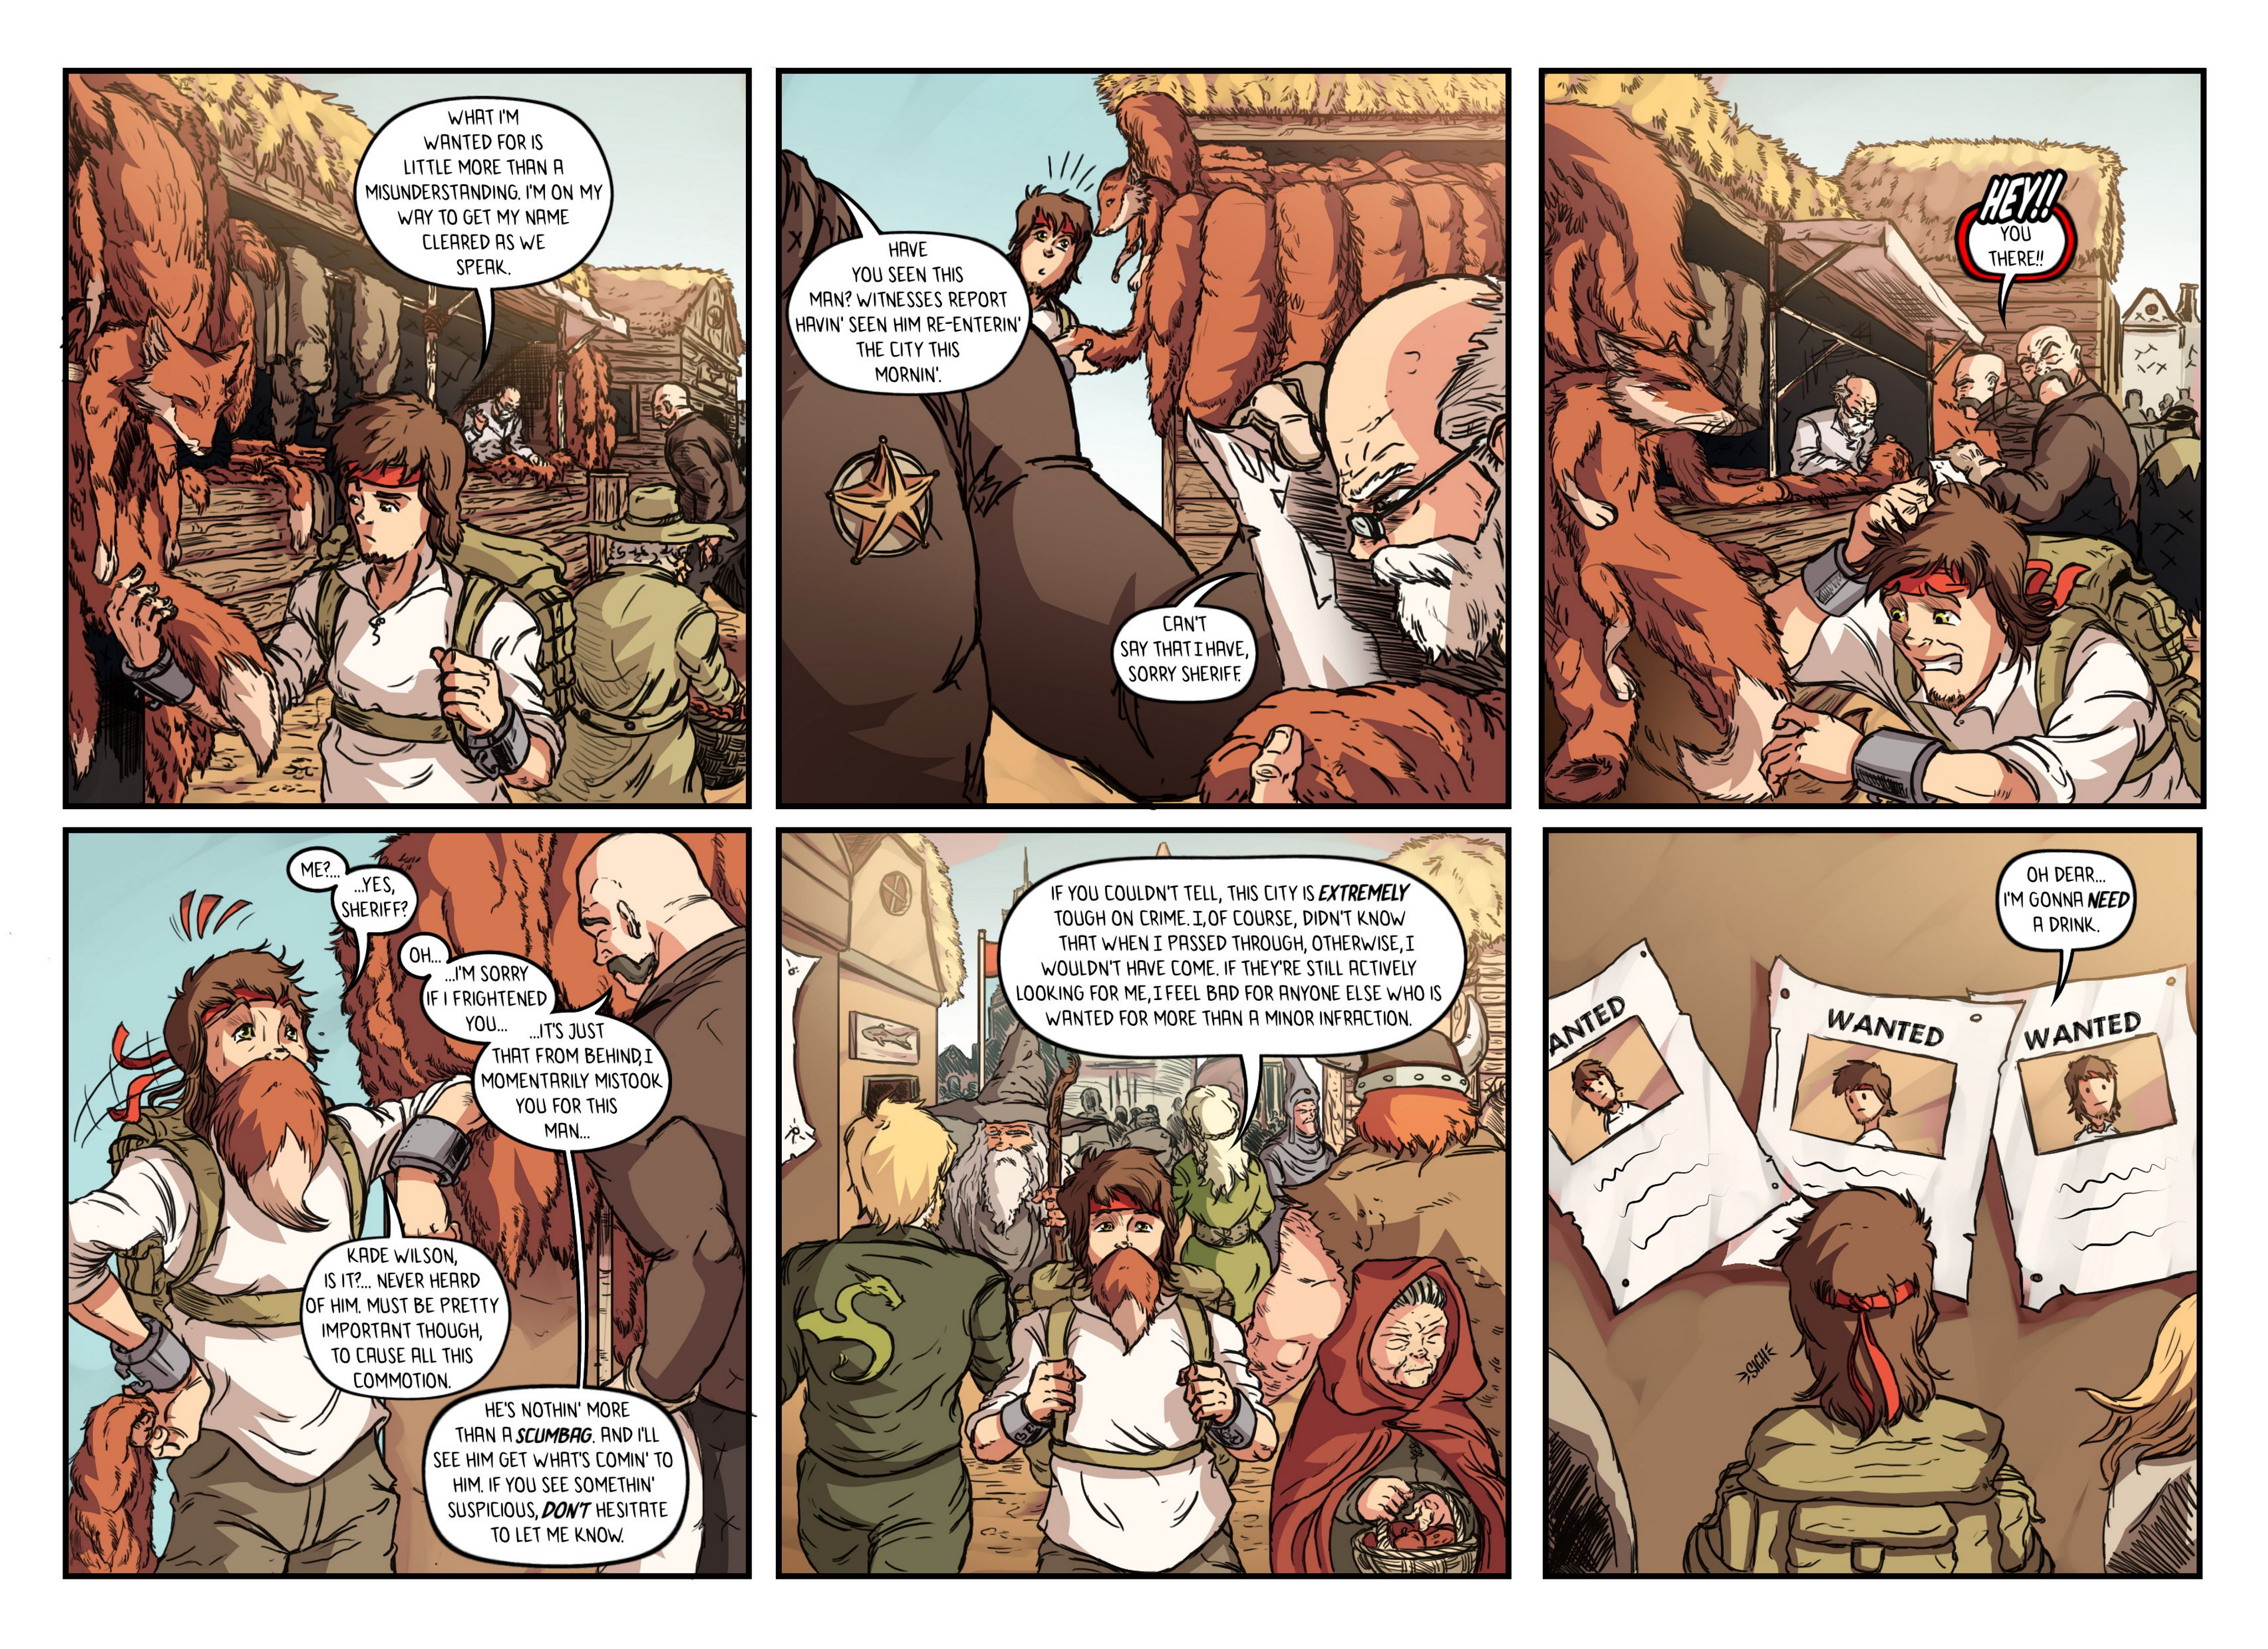 WHAT I'M
WANTED FOR IS
LITTLE MORE THAN A
MISUNDERSTANDING. I'M ON MY
WAY TO GET MY NAME
CLEARED AS WE
SPEAK.
HAVE
YOU SEEN THIS
MAN? WITNESSES REPORT
HAVIN' SEEN HIM RE-ENTERIN'
THE CITY THIS
MORNIN'.
CAN'T
SAY THAT I HAVE,
SORRY SHERIFF.
HEY!!
YOU
THERE!!
ME?...
...YES,
SHERIFF?
OH...
...I'M SORRY
IF I FRIGHTENED
YOU...
...IT'S JUST
THAT FROM BEHIND, I
MOMENTARILY MISTOOK
YOU FOR THIS
MAN...
KADE WILSON,
IS IT?... NEVER HEARD
OF HIM. MUST BE PRETTY
IMPORTANT THOUGH,
TO CAUSE ALL THIS
COMMOTION.
HE'S NOTHIN' MORE
THAN A SCUMBAG. AND I'LL
SEE HIM GET WHAT'S COMIN' TO
HIM. IF YOU SEE SOMETHIN'
SUSPICIOUS, DON'T HESITATE
TO LET ME KNOW.
IF YOU COULDN'T TELL, THIS CITY IS EXTREMELY
TOUGH ON CRIME. I, OF COURSE, DIDN'T KNOW
THAT WHEN I PASSED THROUGH, OTHERWISE, I
WOULDN'T HAVE COME. IF THEY'RE STILL ACTIVELY
LOOKING FOR ME, I FEEL BAD FOR ANYONE ELSE WHO IS
WANTED FOR MORE THAN A MINOR INFRACTION.
S
OH DEAR...
I'M GONNA NEED
A DRINK.
ANTED
WANTED
WANTED
SIGH